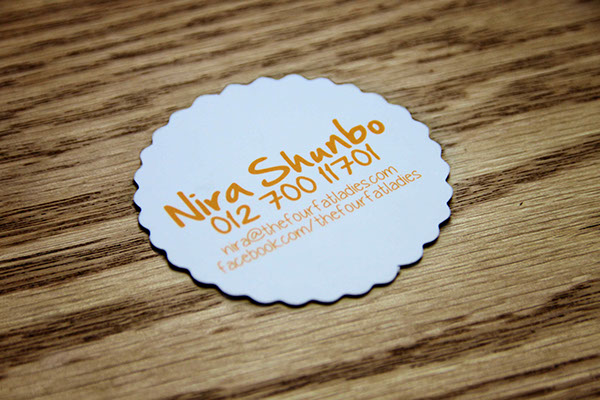 Nira Shunbo
012 700 11701
nira@thefourfatladies.com
facebook.com/thefourfatladies